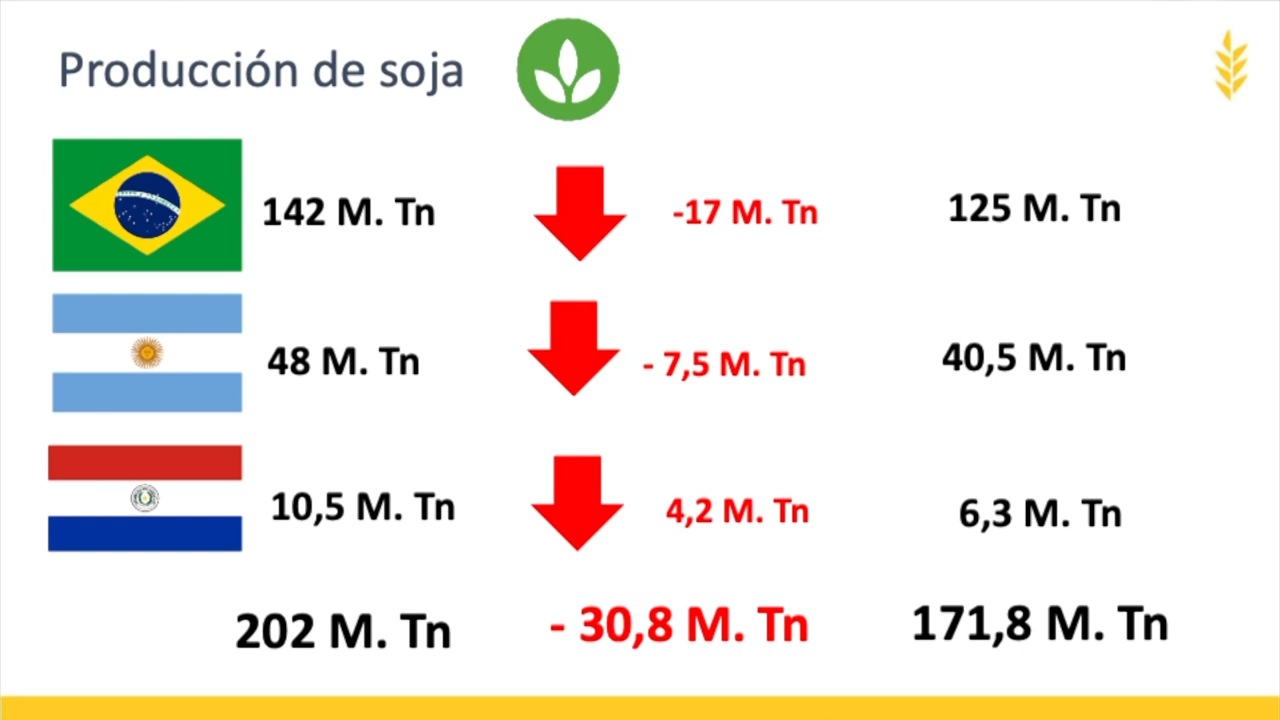 Producción de soja
142 M. Tn -17 M. Tn 125 M. Tn
48 M. Tn - 7,5 M. Tn 40,5 M. Tn
10,5 M. Tn 4,2 M. Tn 6,3 M. Tn
202 M. Tn - 30,8 M. Tn 171,8 M. Tn